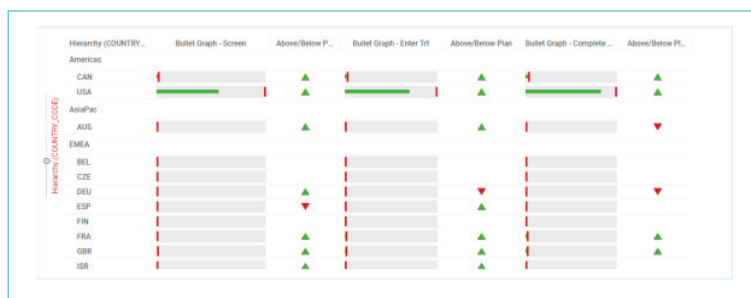 Hierarchy (COUNTRY... Bullet Graph - Screen Above/Below P... Bullet Graph - Enter Trt Above/Below Plan Bullet Graph - Complete ... Above/Below Pl...
Americas
CAN
USA
AsiaPac
AUS
EMEA
BEL
CZE
DEU
ESP
FIN
FRA
GBR
ISR
Hierarchy (COUNTRY_CODE)